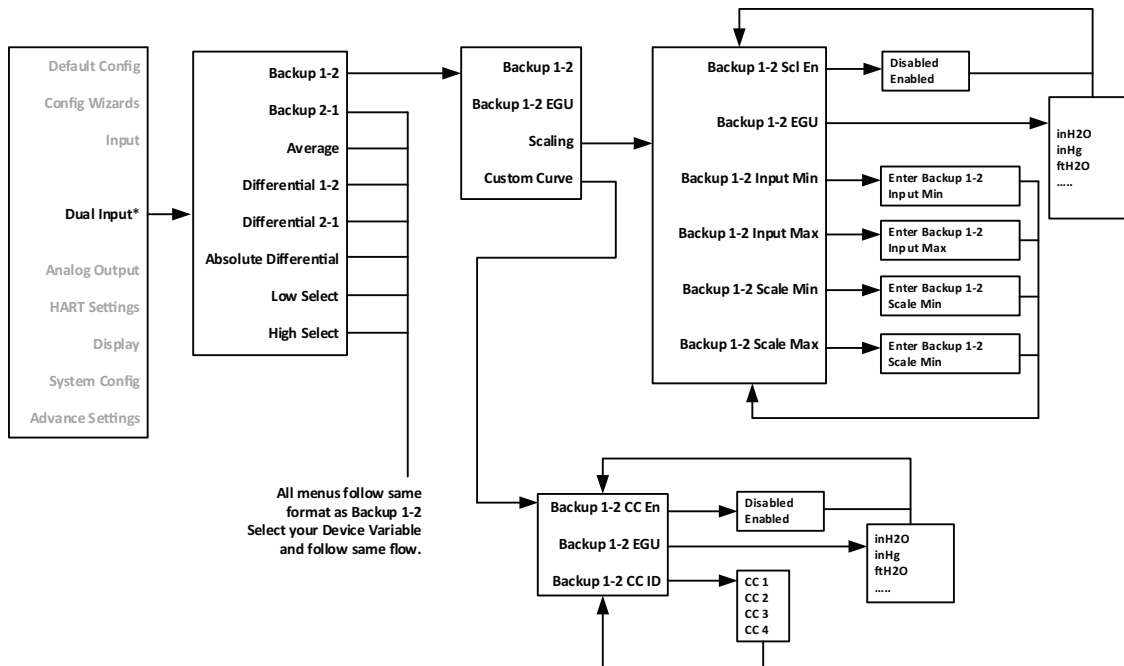 Default Config
Config Wizards
Input
Dual Input*
Analog Output
HART Settings
Display
System Config
Advance Settings
Backup 1-2
Backup 2-1
Average
Differential 1-2
Differential 2-1
Absolute Differential
Low Select
High Select
All menus follow same
format as Backup 1-2
Select your Device Variable
and follow same flow.
Backup 1-2
Backup 1-2 EGU
Scaling
Custom Curve
Backup 1-2 Scl En
Backup 1-2 EGU
Backup 1-2 Input Min
Backup 1-2 Input Max
Backup 1-2 Scale Min
Backup 1-2 Scale Max
Disabled
Enabled
inH2O
inHg
ftH2O
.....
Enter Backup 1-2
Input Min
Enter Backup 1-2
Input Max
Enter Backup 1-2
Scale Min
Enter Backup 1-2
Scale Min
Backup 1-2 CC En
Backup 1-2 EGU
Backup 1-2 CC ID
Disabled
Enabled
inH2O
inHg
ftH2O
.....
CC 1
CC 2
CC 3
CC 4